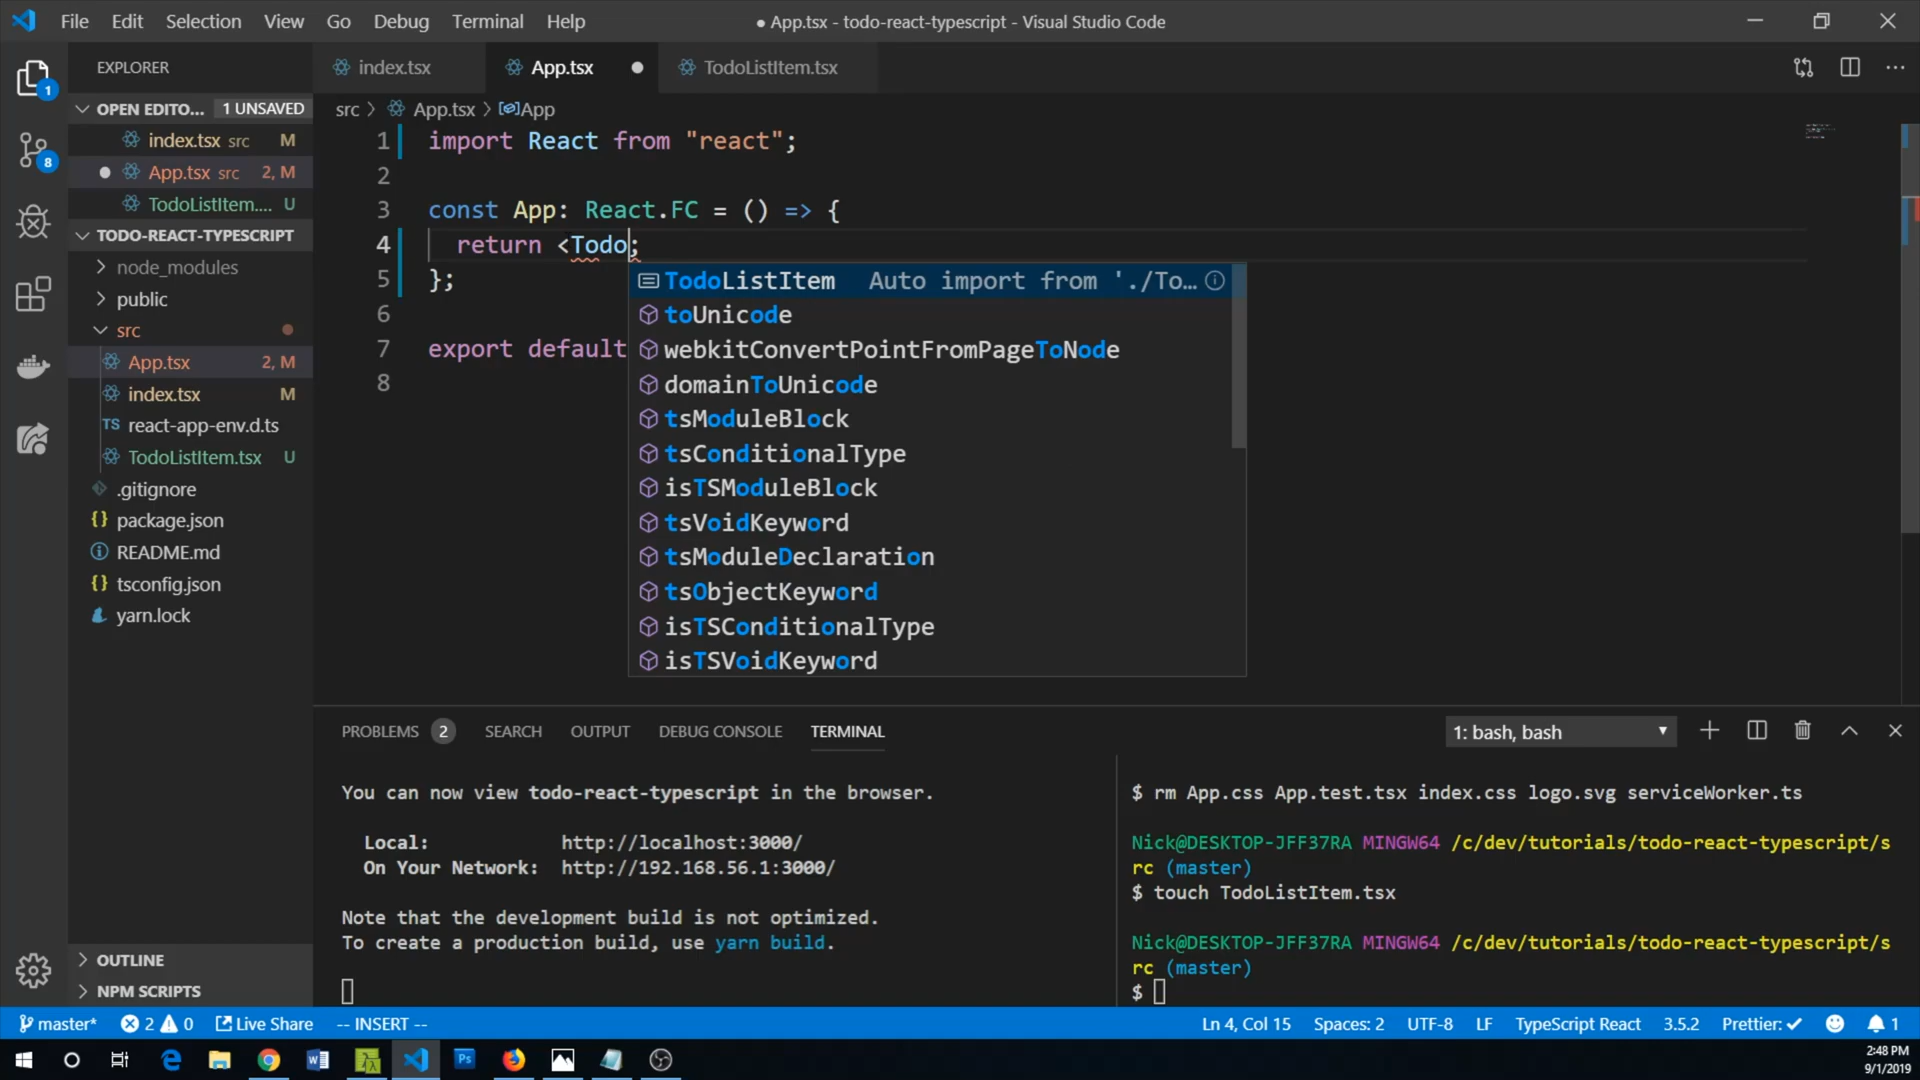 File Edit Selection View Go Debug Terminal Help
● App.tsx - todo-react-typescript - Visual Studio Code
EXPLORER
OPEN EDITO... 1 UNSAVED
index.tsx src M
App.tsx src 2, M
TodoListItem.... U
TODO-REACT-TYPESCRIPT
node_modules
public
src
App.tsx 2, M
index.tsx M
TS react-app-env.d.ts
TodoListItem.tsx U
.gitignore
{} package.json
README.md
{} tsconfig.json
yarn.lock
OUTLINE
NPM SCRIPTS
1
8
index.tsx App.tsx TodoListItem.tsx
src > App.tsx > App
1 import React from "react";
2
3 const App: React.FC = () => {
4 return <Todo;
5 };
6
7 export default
8
TodoListItem Auto import from './To...
toUnicode
webkitConvertPointFromPageToNode
domainToUnicode
tsModuleBlock
tsConditionalType
isTSModuleBlock
tsVoidKeyword
tsModuleDeclaration
tsObjectKeyword
isTSConditionalType
isTSVoidKeyword
PROBLEMS 2 SEARCH OUTPUT DEBUG CONSOLE TERMINAL
1: bash, bash
You can now view todo-react-typescript in the browser.
Local: http://localhost:3000/
On Your Network: http://192.168.56.1:3000/
Note that the development build is not optimized.
To create a production build, use yarn build.
$ rm App.css App.test.tsx index.css logo.svg serviceWorker.ts
Nick@DESKTOP-JFF37RA MINGW64 /c/dev/tutorials/todo-react-typescript/s
rc (master)
$ touch TodoListItem.tsx
Nick@DESKTOP-JFF37RA MINGW64 /c/dev/tutorials/todo-react-typescript/s
rc (master)
$
master* 2 0 Live Share -- INSERT --
Ln 4, Col 15 Spaces: 2 UTF-8 LF TypeScript React 3.5.2 Prettier: ✓ 1
Ps
2:48 PM
9/1/2019